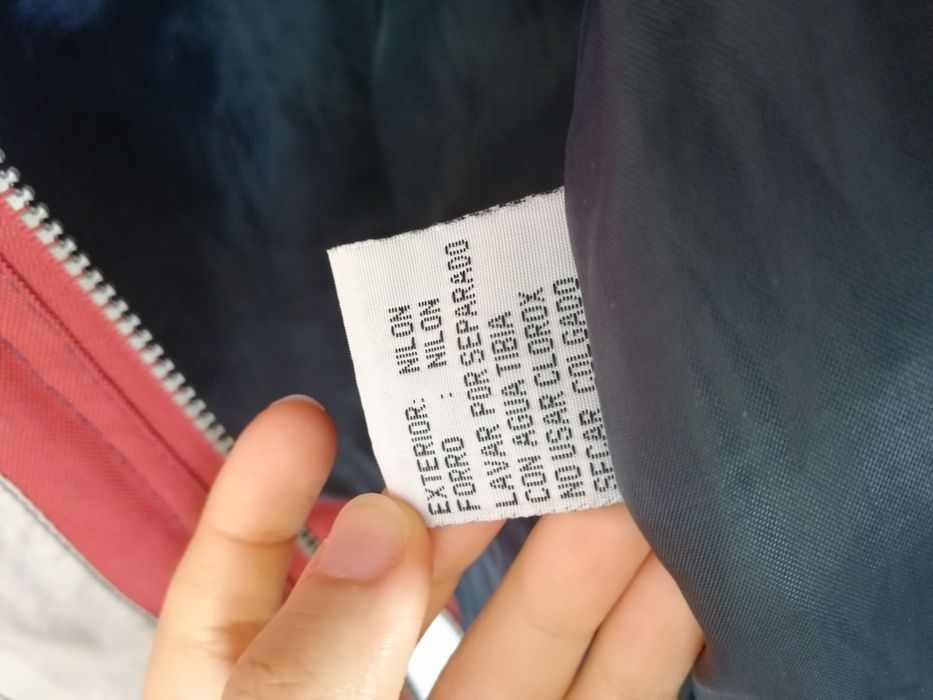 EXTERIOR: NILON
FORRO : NILON
LAVAR POR SEPARADO
CON AGUA TIBIA
NO USAR CLOROX
SECAR COLGADO